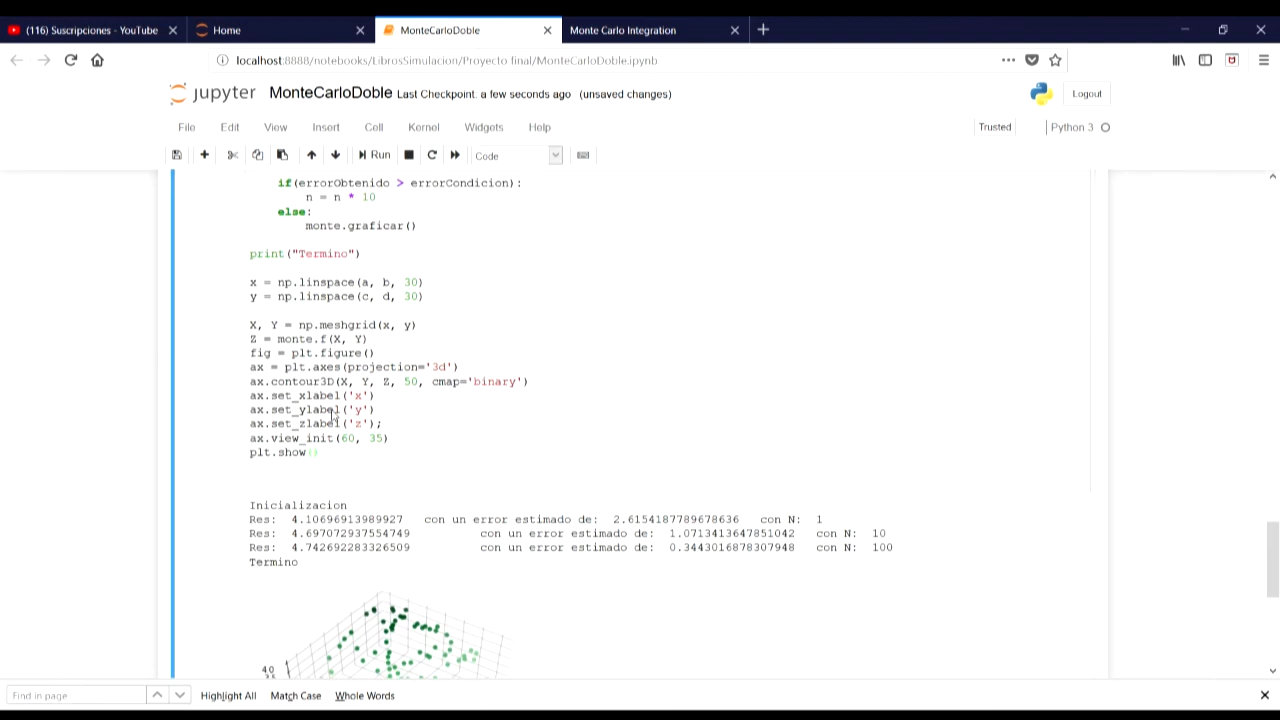 (116) Suscripciones - YouTube
Home
MonteCarloDoble
Monte Carlo Integration
localhost:8888/notebooks/LibrosSimulacion/Proyecto final/MonteCarloDoble.ipynb
jupyter MonteCarloDoble Last Checkpoint. a few seconds ago (unsaved changes)
Logout
File Edit View Insert Cell Kernel Widgets Help
Trusted
Python 3
Run
Code
if(errorObtenido > errorCondicion):
n = n * 10
else:
monte.graficar()
print("Termino")
x = np.linspace(a, b, 30)
y = np.linspace(c, d, 30)
X, Y = np.meshgrid(x, y)
Z = monte.f(X, Y)
fig = plt.figure()
ax = plt.axes(projection='3d')
ax.contour3D(X, Y, Z, 50, cmap='binary')
ax.set_xlabel('x')
ax.set_ylabel('y')
ax.set_zlabel('z');
ax.view_init(60, 35)
plt.show()
Inicializacion
Res: 4.10696913989927 con un error estimado de: 2.6154187789678636 con N: 1
Res: 4.697072937554749 con un error estimado de: 1.0713413647851042 con N: 10
Res: 4.742692283326509 con un error estimado de: 0.3443016878307948 con N: 100
Termino
4.0
Find in page
Highlight All Match Case Whole Words